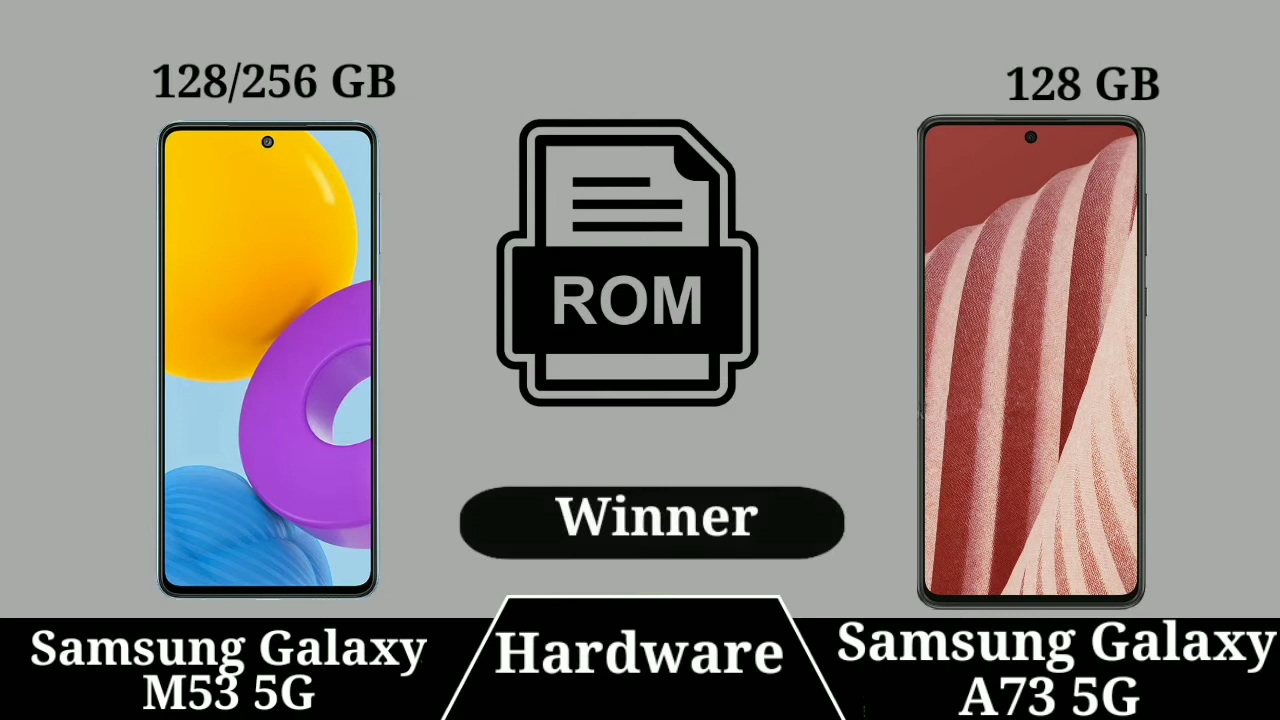 128/256 GB
128 GB
ROM
Winner
Samsung Galaxy
M53 5G
Hardware
Samsung Galaxy
A73 5G